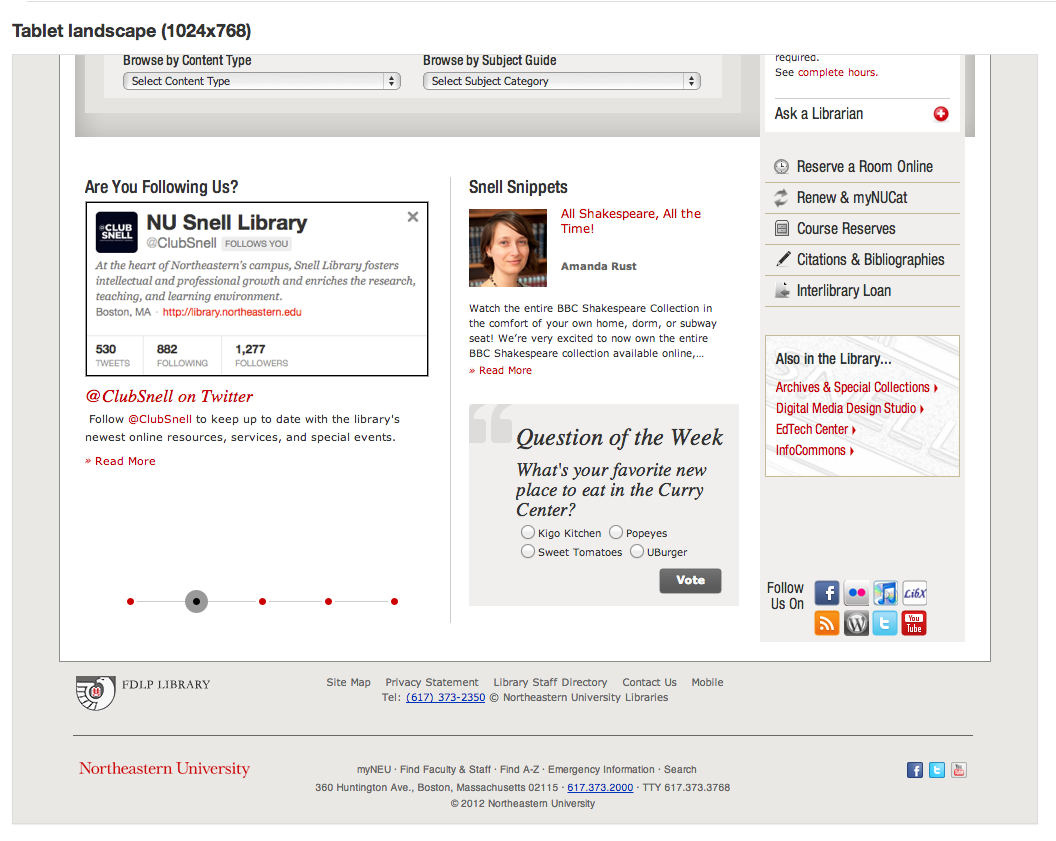 Tablet landscape (1024x768)
Browse by Content Type
Select Content Type
Browse by Subject Guide
Select Subject Category
required.
See complete hours.
Ask a Librarian
Reserve a Room Online
Renew & myNUCat
Course Reserves
Citations & Bibliographies
Interlibrary Loan
Are You Following Us?
@CLUB
SNELL
NU Snell Library
@ClubSnell FOLLOWS YOU
At the heart of Northeastern's campus, Snell Library fosters
intellectual and professional growth and enriches the research,
teaching, and learning environment.
Boston, MA · http://library.northeastern.edu
530
TWEETS
882
FOLLOWING
1,277
FOLLOWERS
@ClubSnell on Twitter
Follow @ClubSnell to keep up to date with the library's
newest online resources, services, and special events.
» Read More
Snell Snippets
All Shakespeare, All the
Time!
Amanda Rust
Watch the entire BBC Shakespeare Collection in
the comfort of your own home, dorm, or subway
seat! We're very excited to now own the entire
BBC Shakespeare collection available online,...
» Read More
Question of the Week
What's your favorite new
place to eat in the Curry
Center?
Kigo Kitchen Popeyes
Sweet Tomatoes UBurger
Vote
Also in the Library...
Archives & Special Collections
Digital Media Design Studio
EdTech Center
InfoCommons
Follow
Us On
LibX
You
Tube
FDLP LIBRARY
Site Map Privacy Statement Library Staff Directory Contact Us Mobile
Tel: (617) 373-2350 © Northeastern University Libraries
Northeastern University
myNEU · Find Faculty & Staff · Find A-Z · Emergency Information · Search
360 Huntington Ave., Boston, Massachusetts 02115 · 617.373.2000 · TTY 617.373.3768
© 2012 Northeastern University